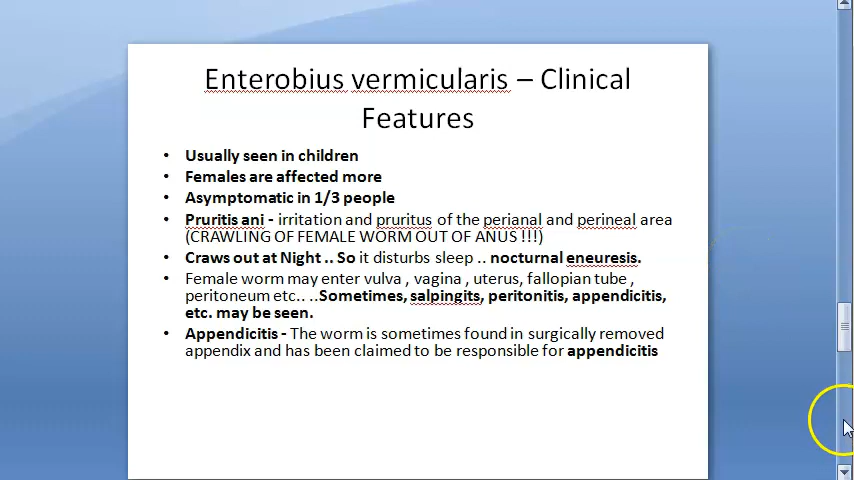 Enterobius vermicularis – Clinical
Features
• Usually seen in children
• Females are affected more
• Asymptomatic in 1/3 people
• Pruritis ani - irritation and pruritus of the perianal and perineal area
(CRAWLING OF FEMALE WORM OUT OF ANUS !!!)
• Craws out at Night .. So it disturbs sleep .. nocturnal eneuresis.
• Female worm may enter vulva , vagina , uterus, fallopian tube ,
peritoneum etc.. ..Sometimes, salpingits, peritonitis, appendicitis,
etc. may be seen.
• Appendicitis - The worm is sometimes found in surgically removed
appendix and has been claimed to be responsible for appendicitis